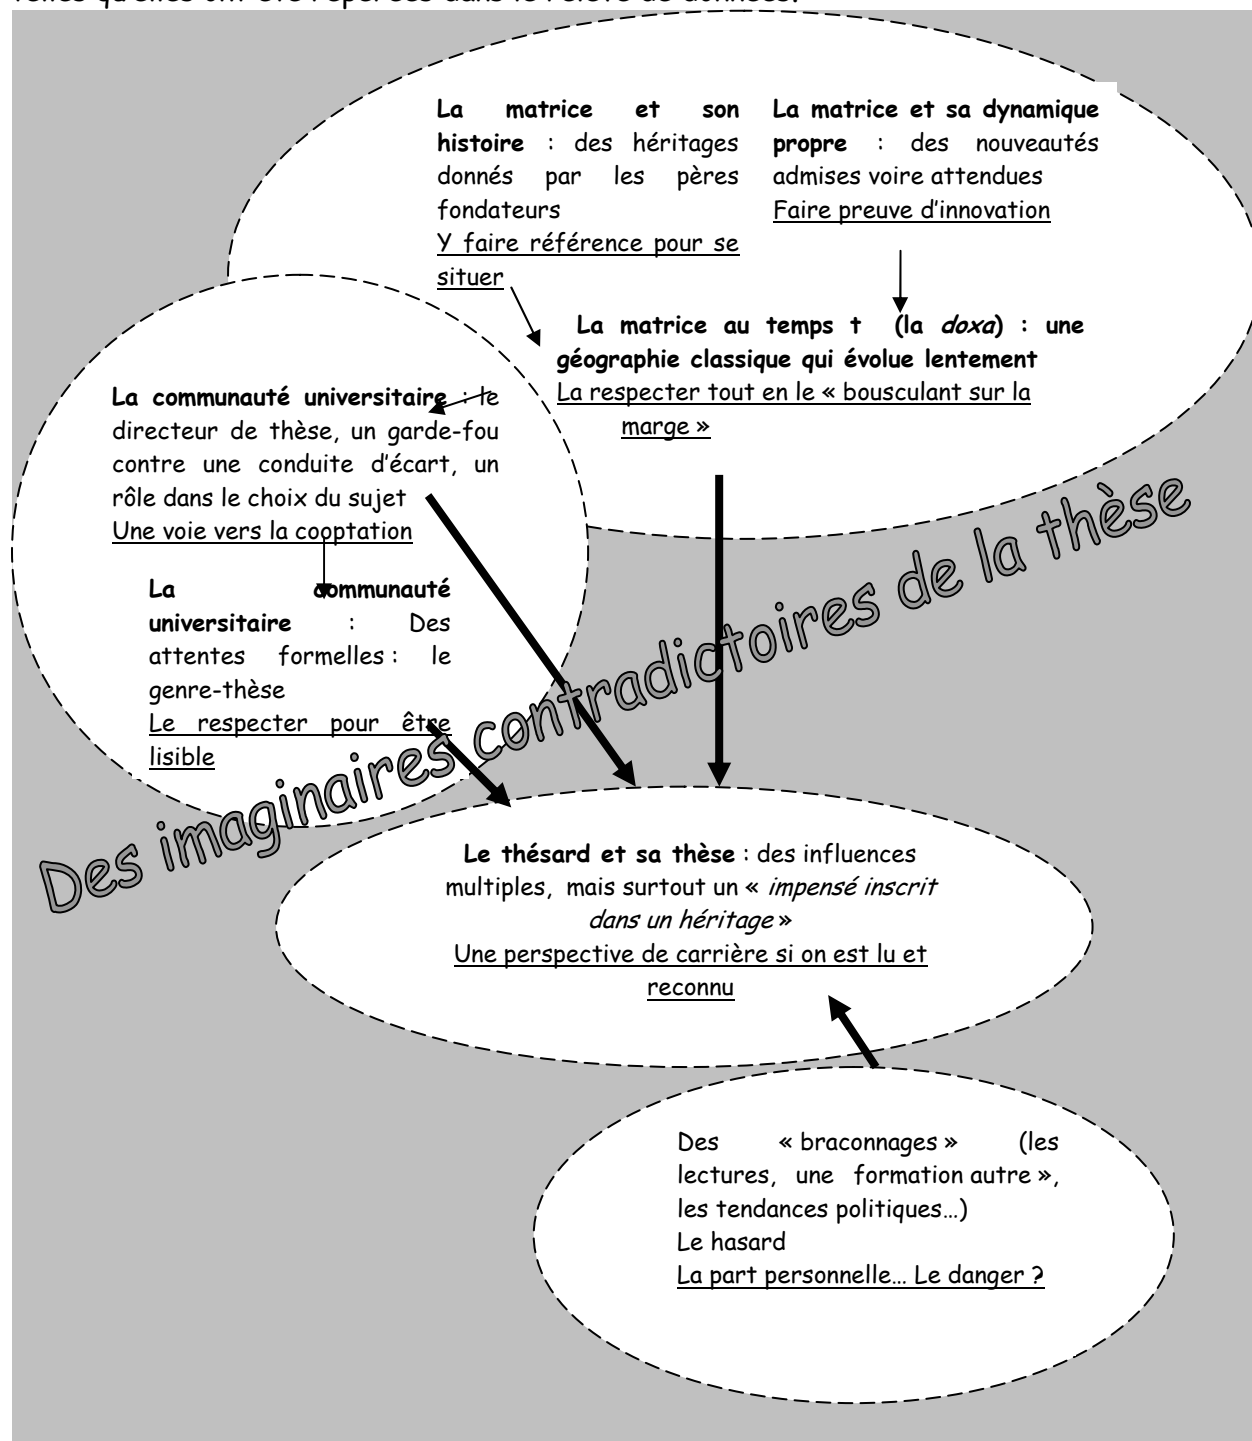 telles qu'elles ont été repérées dans le relevé de données.
La matrice et son
histoire : des héritages
donnés par les pères
fondateurs
Y faire référence pour se
situer
La matrice et sa dynamique
propre : des nouveautés
admises voire attendues
Faire preuve d'innovation
La matrice au temps t (la doxa) : une
géographie classique qui évolue lentement
La respecter tout en le « bousculant sur la
marge »
La communauté universitaire : le
directeur de thèse, un garde-fou
contre une conduite d'écart, un
rôle dans le choix du sujet
Une voie vers la cooptation
La communauté
universitaire : Des
attentes formelles : le
genre-thèse
Le respecter pour être
lisible
Des imaginaires contradictoires de la thèse
Le thésard et sa thèse : des influences
multiples, mais surtout un « impensé inscrit
dans un héritage »
Une perspective de carrière si on est lu et
reconnu
Des « braconnages » (les
lectures, une formation autre »,
les tendances politiques…)
Le hasard
La part personnelle… Le danger ?